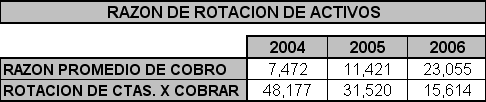 RAZON DE ROTACION DE ACTIVOS
2004 2005 2006
RAZON PROMEDIO DE COBRO 7,472 11,421 23,055
ROTACION DE CTAS. X COBRAR 48,177 31,520 15,614